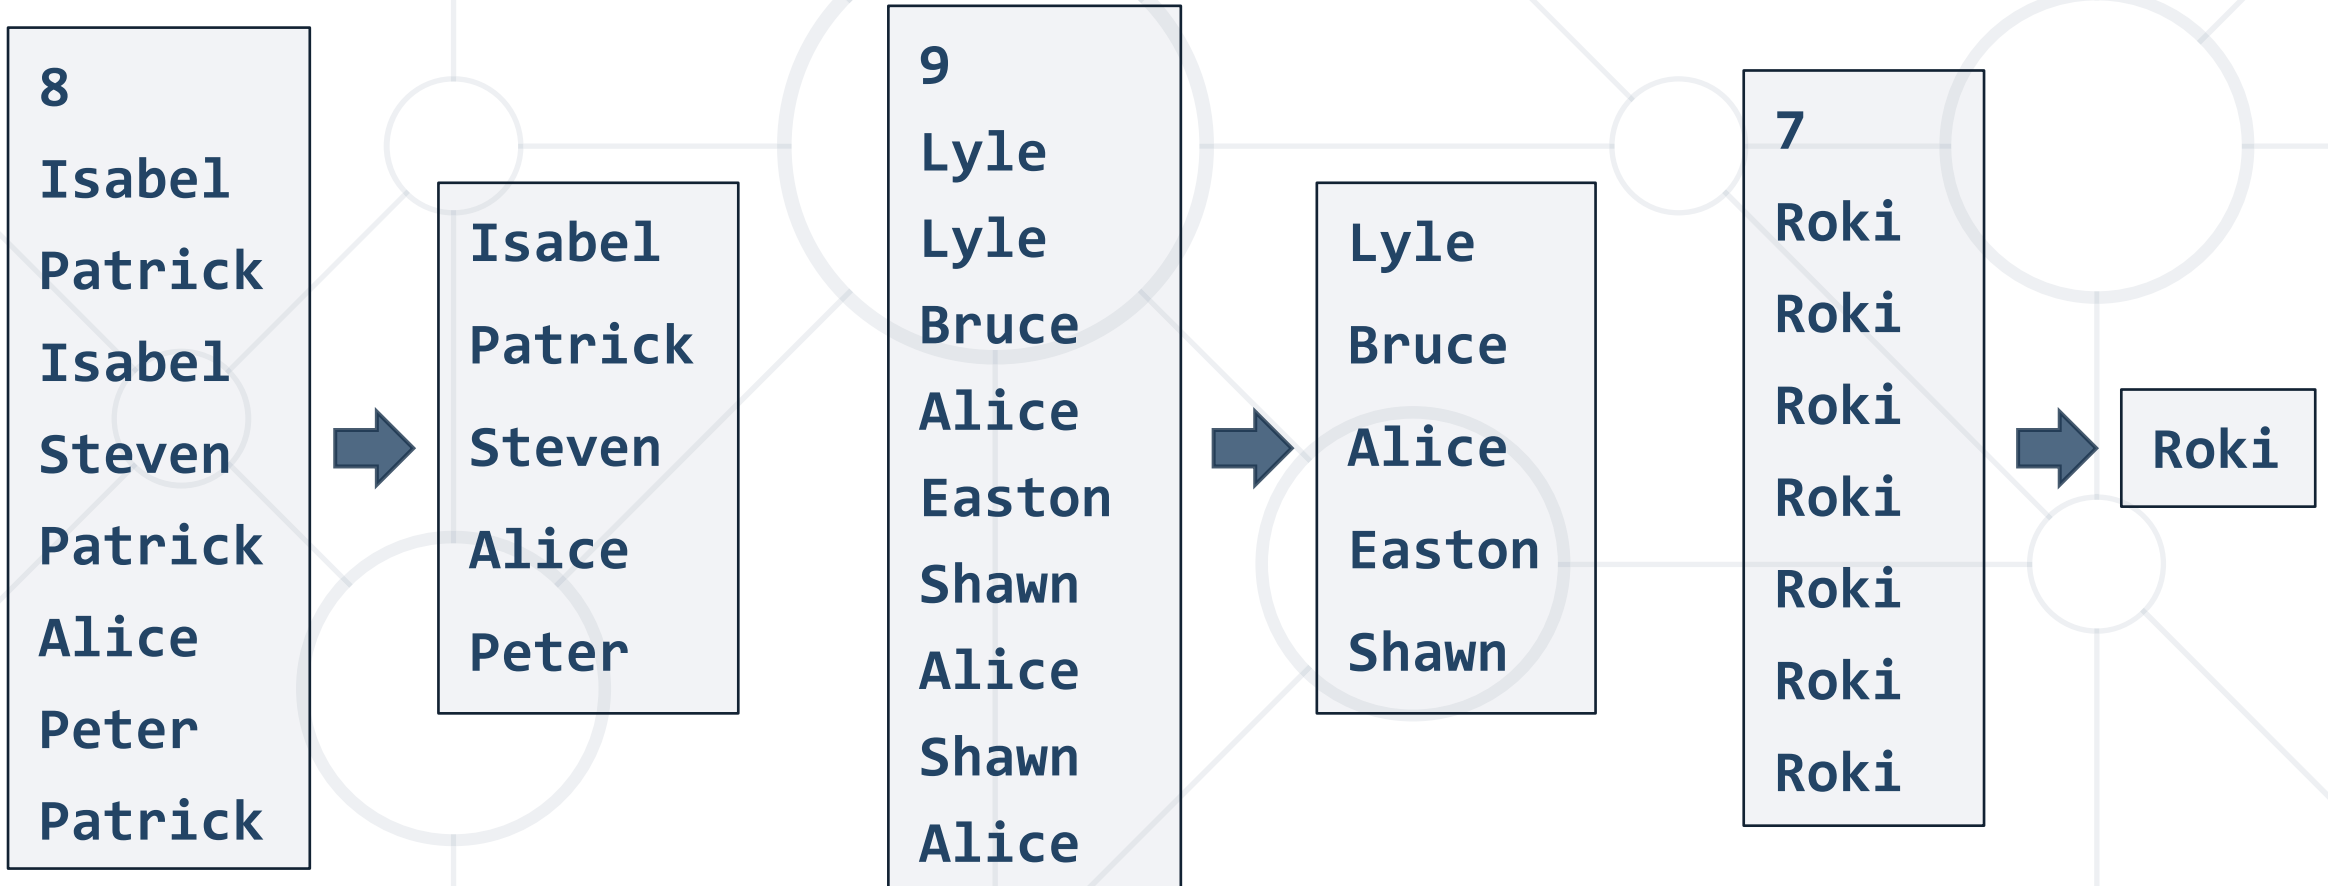 8
Isabel
Patrick
Isabel
Steven
Patrick
Alice
Peter
Patrick
Isabel
Patrick
Steven
Alice
Peter
9
Lyle
Lyle
Bruce
Alice
Easton
Shawn
Alice
Shawn
Alice
Lyle
Bruce
Alice
Easton
Shawn
7
Roki
Roki
Roki
Roki
Roki
Roki
Roki
Roki